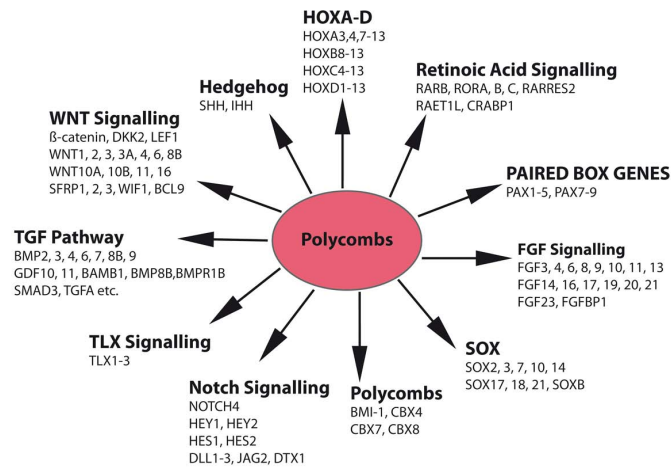 HOXA-D
HOXA3,4,7-13
HOXB8-13
HOXC4-13
HOXD1-13
Retinoic Acid Signalling
RARB, RORA, B, C, RARRES2
RAET1L, CRABP1
Hedgehog
SHH, IHH
WNT Signalling
ß-catenin, DKK2, LEF1
WNT1, 2, 3, 3A, 4, 6, 8B
WNT10A, 10B, 11, 16
SFRP1, 2, 3, WIF1, BCL9
PAIRED BOX GENES
PAX1-5, PAX7-9
Polycombs
TGF Pathway
BMP2, 3, 4, 6, 7, 8B, 9
GDF10, 11, BAMB1, BMP8B,BMPR1B
SMAD3, TGFA etc.
FGF Signalling
FGF3, 4, 6, 8, 9, 10, 11, 13
FGF14, 16, 17, 19, 20, 21
FGF23, FGFBP1
TLX Signalling
TLX1-3
SOX
SOX2, 3, 7, 10, 14
SOX17, 18, 21, SOXB
Notch Signalling
NOTCH4
HEY1, HEY2
HES1, HES2
DLL1-3, JAG2, DTX1
Polycombs
BMI-1, CBX4
CBX7, CBX8